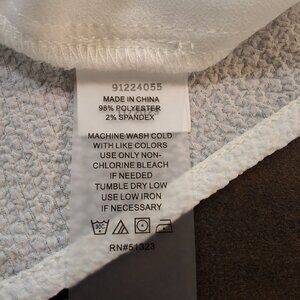 91224055
MADE IN CHINA
98% POLYESTER
2% SPANDEX
MACHINE WASH COLD
WITH LIKE COLORS
USE ONLY NON-
CHLORINE BLEACH
IF NEEDED
TUMBLE DRY LOW
USE LOW IRON
IF NECESSARY
RN#51323